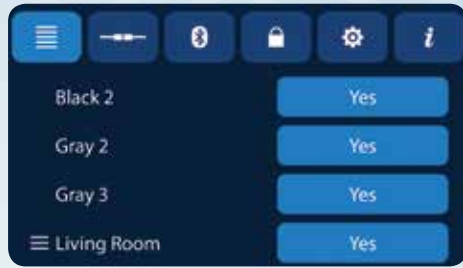 i
Black 2 Yes
Gray 2 Yes
Gray 3 Yes
Living Room Yes